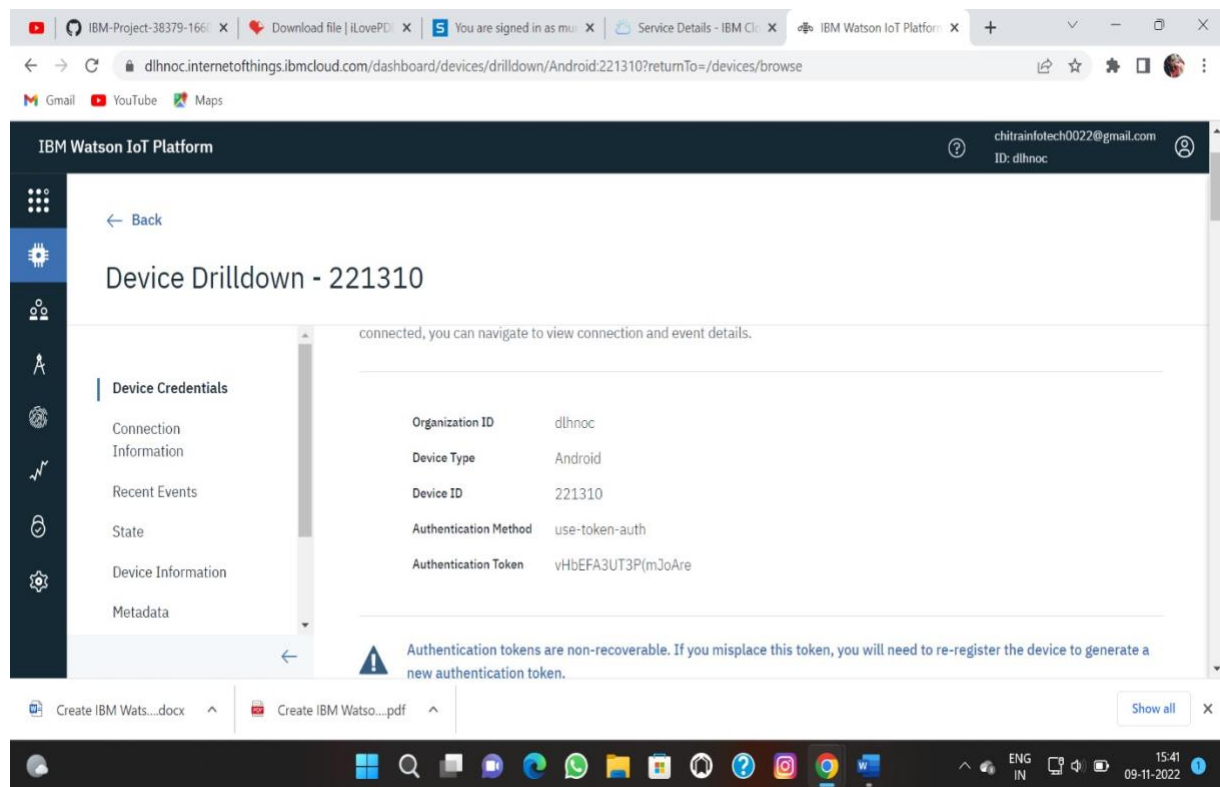 IBM-Project-38379-166
Download file | iLovePD
You are signed in as mu
Service Details - IBM Clo
IBM Watson IoT Platform
dlhnoc.internetofthings.ibmcloud.com/dashboard/devices/drilldown/Android:221310?returnTo=/devices/browse
Gmail
YouTube
Maps
IBM Watson IoT Platform
chitrainfotech0022@gmail.com
ID: dlhnoc
Back
Device Drilldown - 221310
connected, you can navigate to view connection and event details.
Device Credentials
Connection
Information
Recent Events
State
Device Information
Metadata
Organization ID dlhnoc
Device Type Android
Device ID 221310
Authentication Method use-token-auth
Authentication Token vHbEFA3UT3P(mJoAre
Authentication tokens are non-recoverable. If you misplace this token, you will need to re-register the device to generate a
new authentication token.
Create IBM Wats....docx
Create IBM Watso....pdf
Show all
ENG
IN
15:41
09-11-2022
1